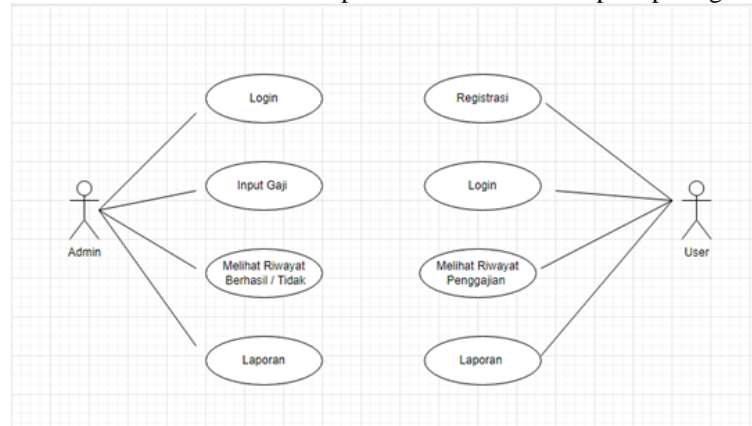 Login
Registrasi
Input Gaji
Login
Admin
User
Melihat Riwayat
Berhasil / Tidak
Melihat Riwayat
Penggajian
Laporan
Laporan